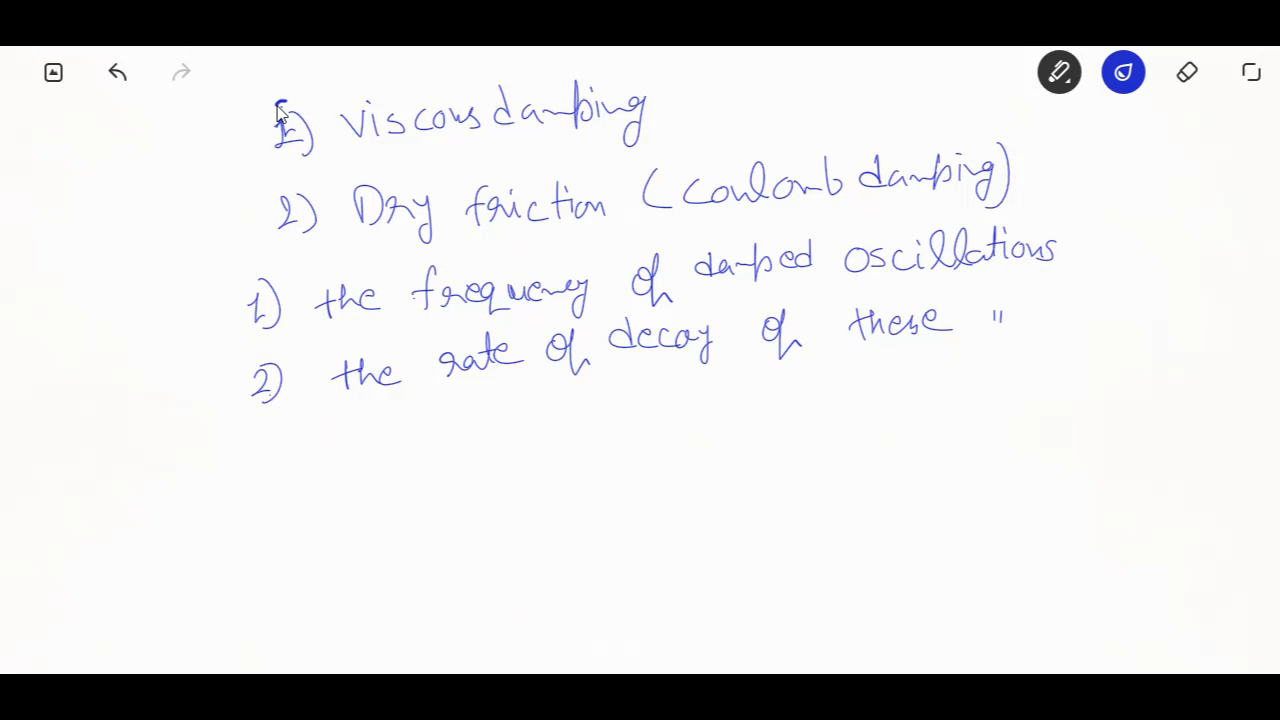 1) viscous damping
2) Dry friction (coulomb damping)
1) the frequency of damped oscillations
2) the rate of decay of these "